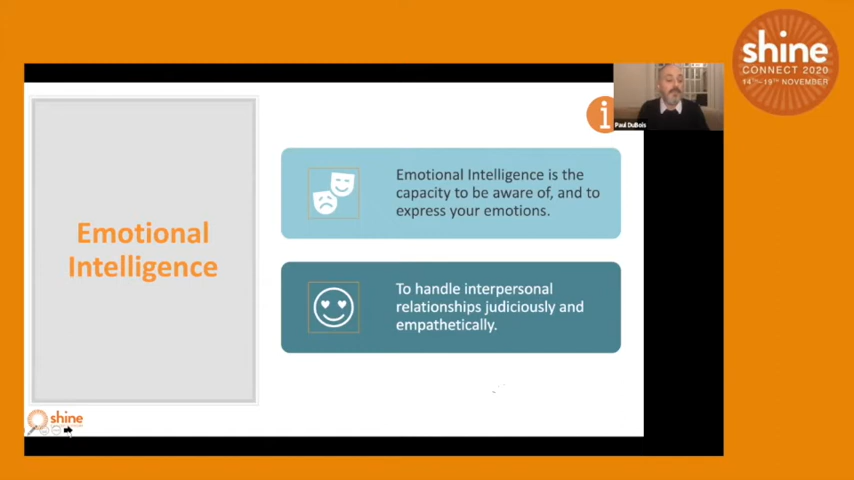 shine
CONNECT 2020
14TH-19TH NOVEMBER
i
Paul DuBois
Emotional
Intelligence
Emotional Intelligence is the
capacity to be aware of, and to
express your emotions.
To handle interpersonal
relationships judiciously and
empathetically.
shine